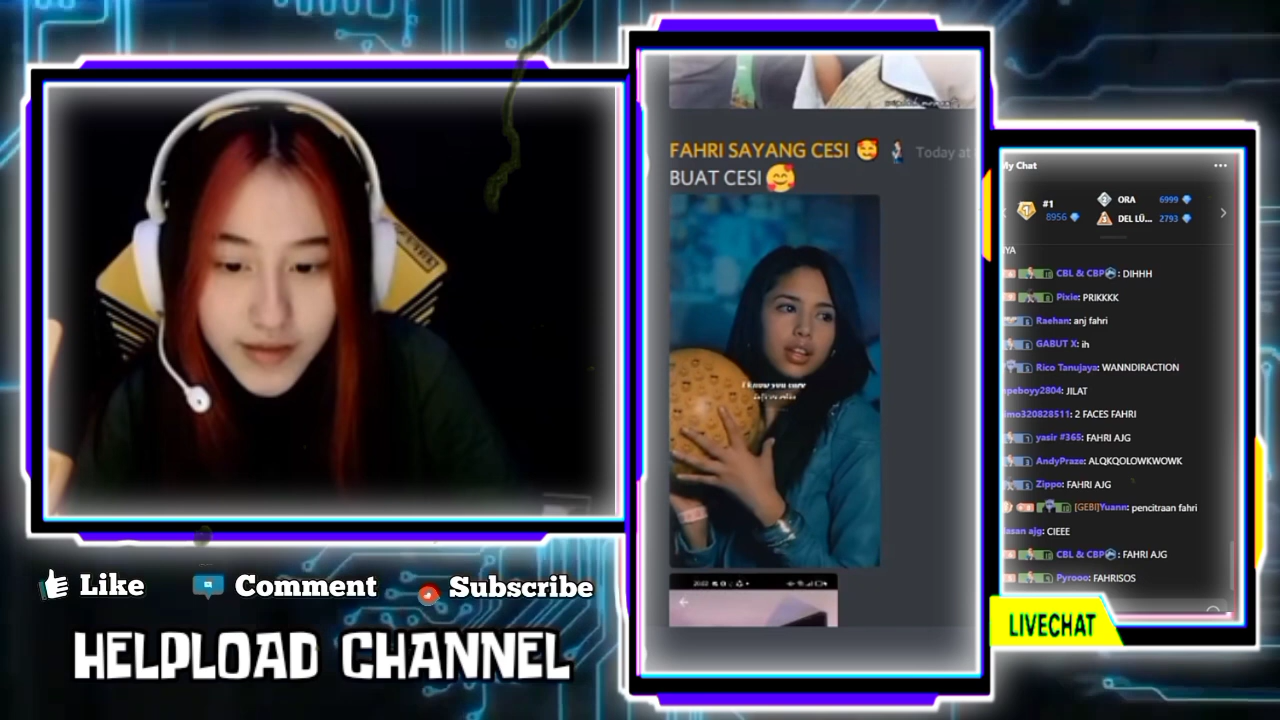 FAHRI SAYANG CESI
Today at
BUAT CESI
I know you may
My Chat
#1
8956
ORA
6999
DEL LÚ...
2793
YA
CBL & CBP: DIHHH
Pixie: PRIKKKK
Raehan: anj fahri
GABUT X: ih
Rico Tanujaya: WANNDIRACTION
peboyy2804: JILAT
imo320828511: 2 FACES FAHRI
yasir #365: FAHRI AJG
AndyPraze: ALQKQOLOWKWOWK
Zippo: FAHRI AJG
[GEBI]Yuann: pencitraan fahri
asan ajg: CIEEE
CBL & CBP: FAHRI AJG
Pyrooo: FAHRISOS
LIVECHAT
Like
Comment
Subscribe
HELPLOAD CHANNEL